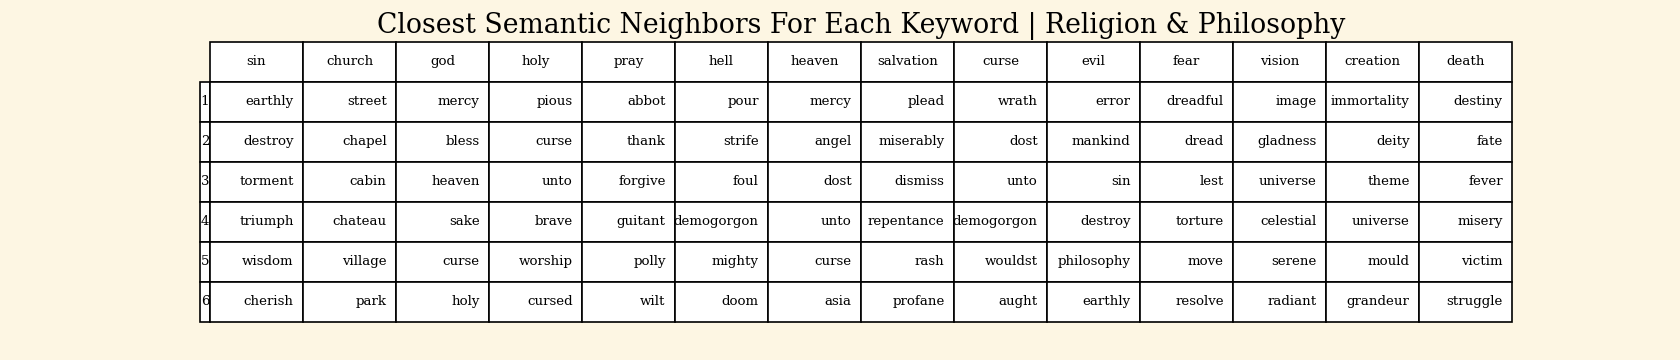 Closest Semantic Neighbors For Each Keyword | Religion & Philosophy
sin church god holy pray hell heaven salvation curse evil fear vision creation death
1 earthly street mercy pious abbot pour mercy plead wrath error dreadful image immortality destiny
2 destroy chapel bless curse thank strife angel miserably dost mankind dread gladness deity fate
3 torment cabin heaven unto forgive foul dost dismiss unto sin lest universe theme fever
4 triumph chateau sake brave guitant demogorgon unto repentance demogorgon destroy torture celestial universe misery
5 wisdom village curse worship polly mighty curse rash wouldst philosophy move serene mould victim
6 cherish park holy cursed wilt doom asia profane aught earthly resolve radiant grandeur struggle